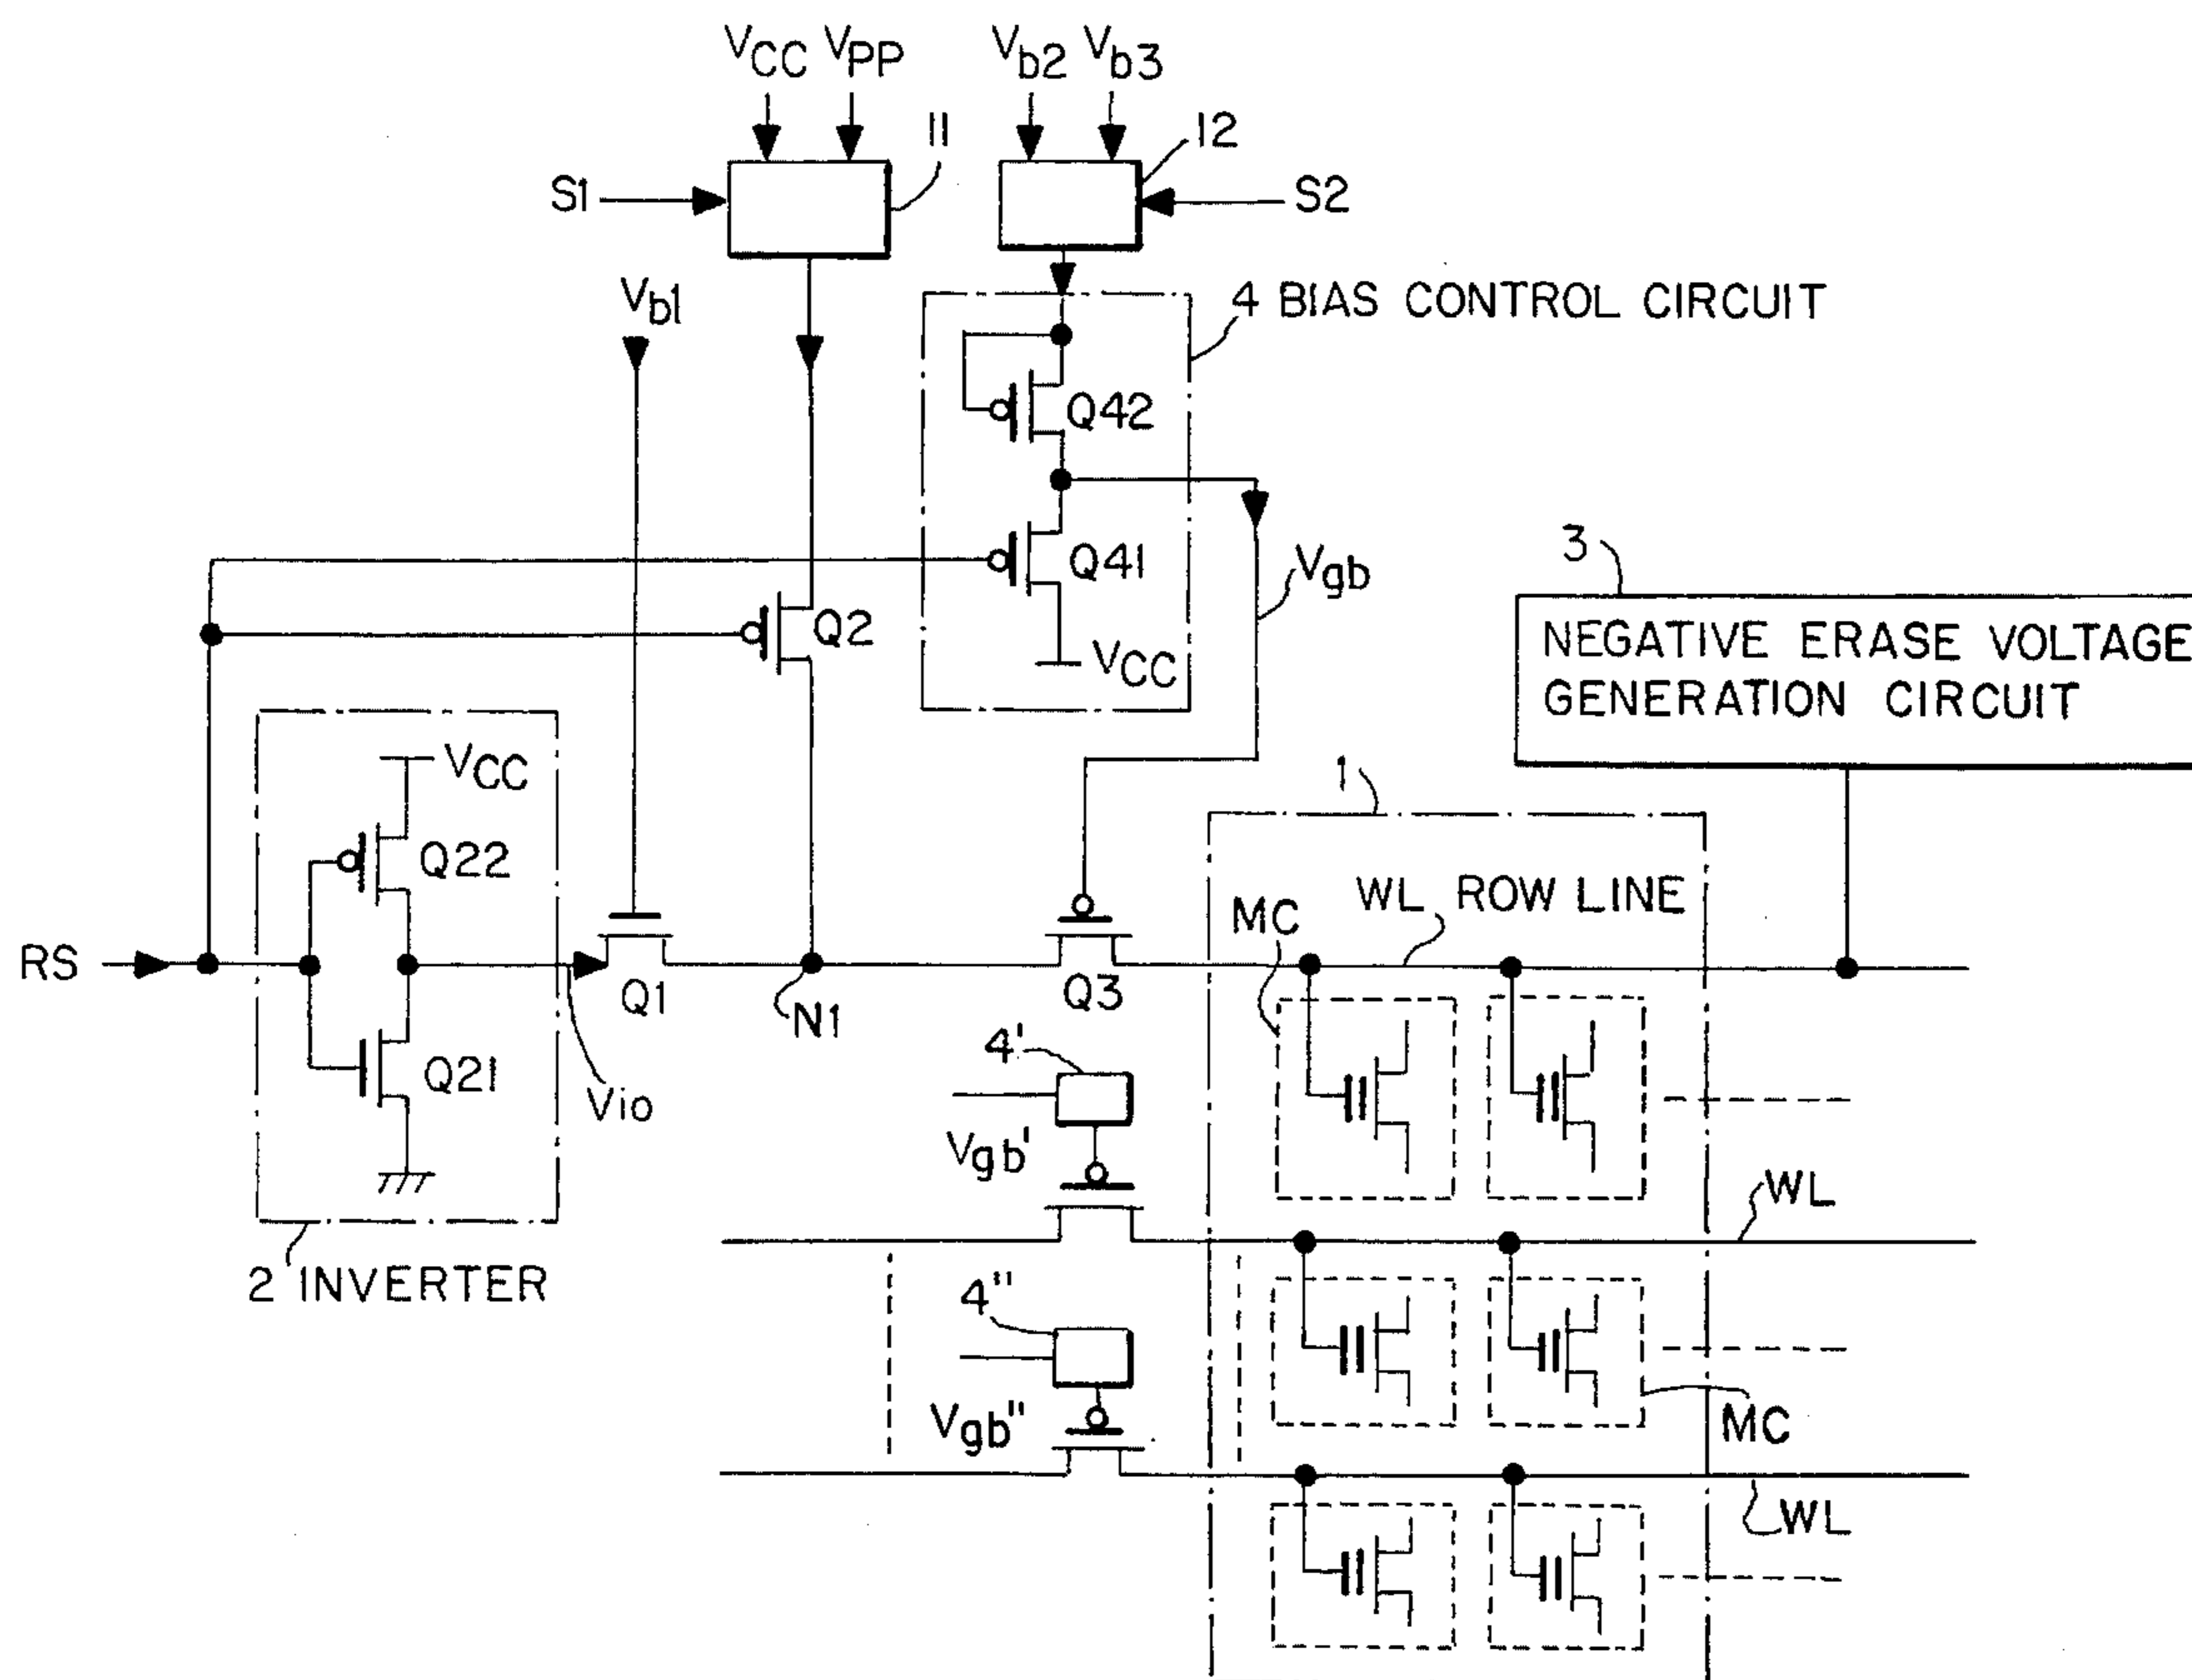 VCC VPP Vb2 Vb3
11
12
S1
S2
Vb1
4 BIAS CONTROL CIRCUIT
Q42
Q41
Vgb
3
Q2
VCC
NEGATIVE ERASE VOLTAGE
GENERATION CIRCUIT
VCC
1
Q22
WL ROW LINE
MC
RS
Q1
N1
Q3
4'
Q21
Vio
Vgb'
WL
2 INVERTER
4"
Vgb"
MC
WL